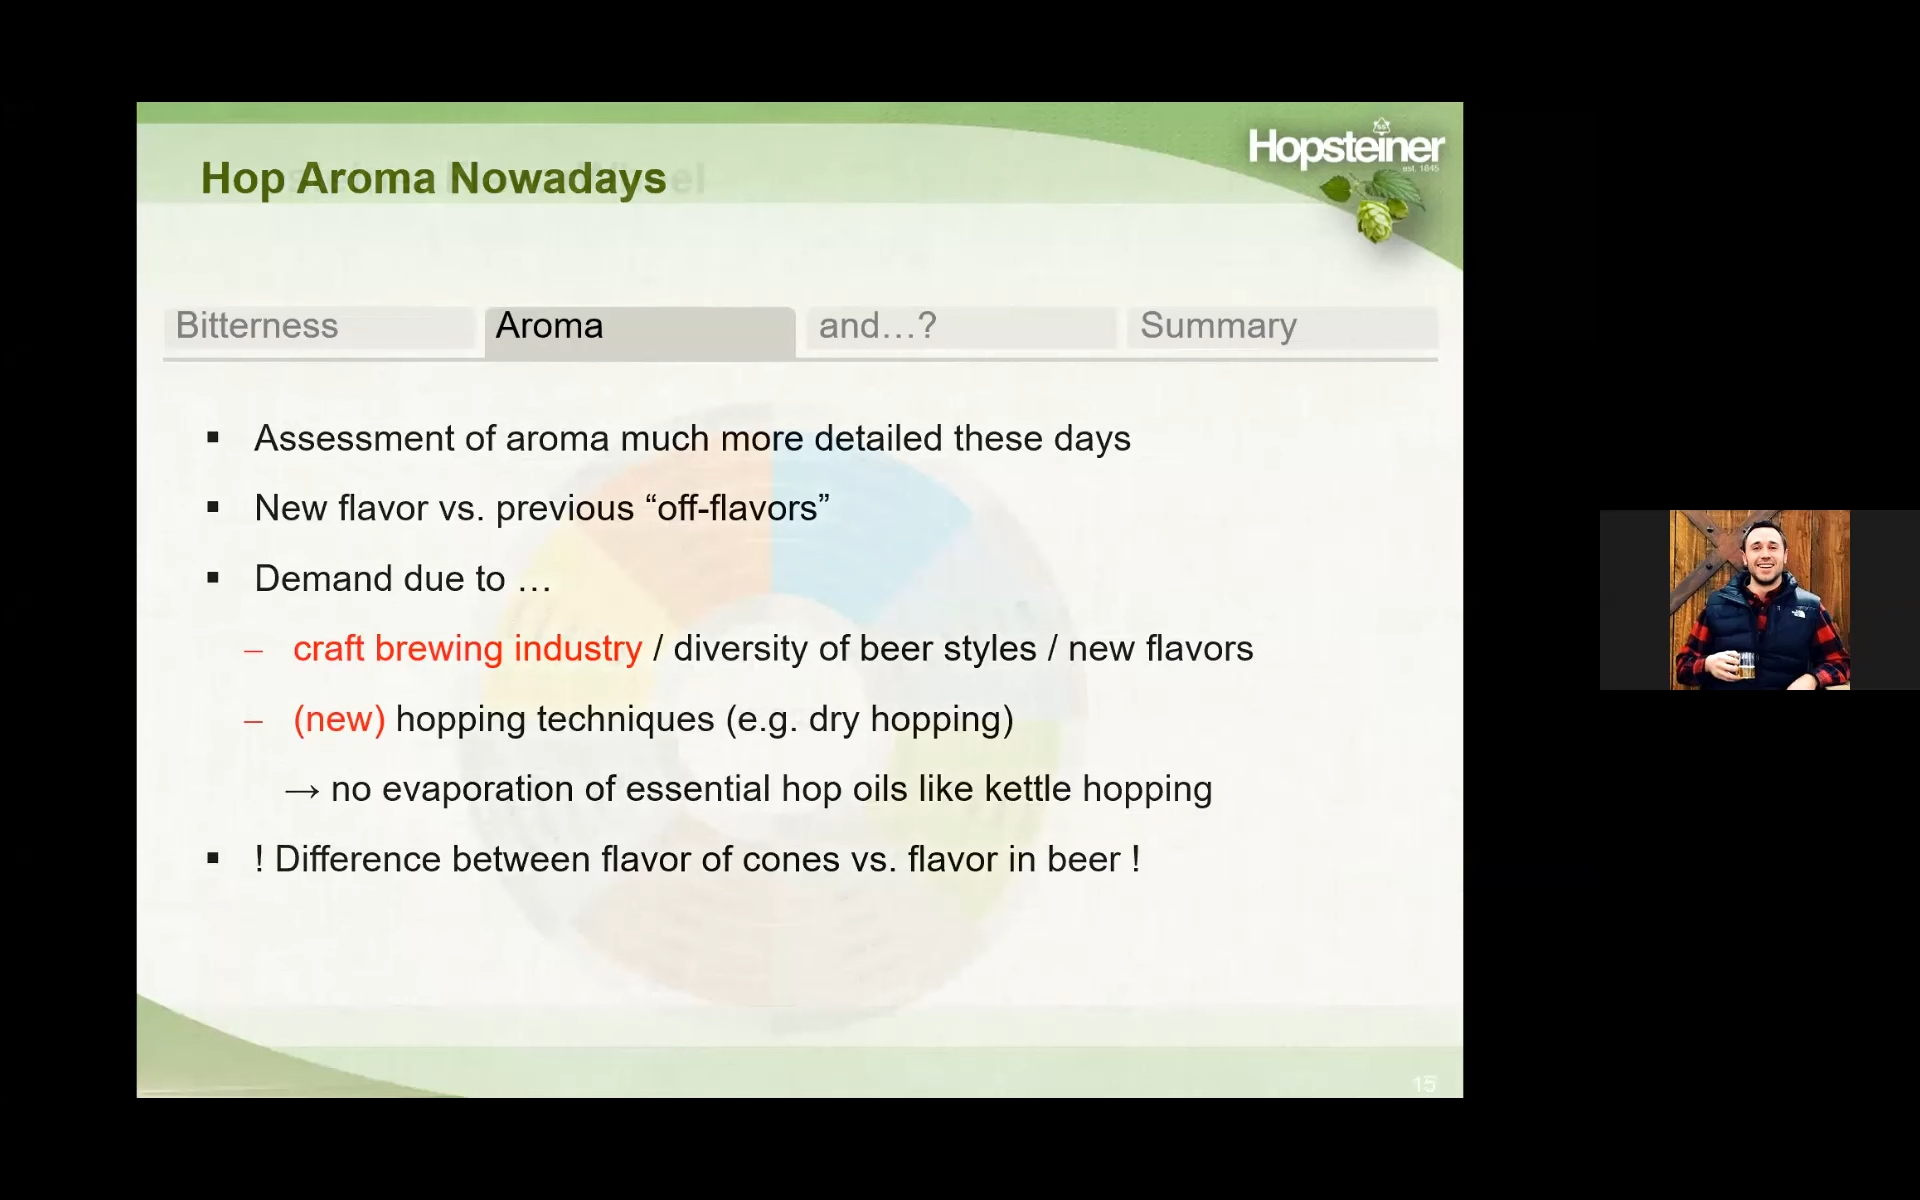 Hopsteiner
est. 1845
Hop Aroma Nowadays
Bitterness
Aroma
and…?
Summary
Assessment of aroma much more detailed these days
New flavor vs. previous “off-flavors”
Demand due to …
– craft brewing industry / diversity of beer styles / new flavors
– (new) hopping techniques (e.g. dry hopping)
→ no evaporation of essential hop oils like kettle hopping
! Difference between flavor of cones vs. flavor in beer !
15